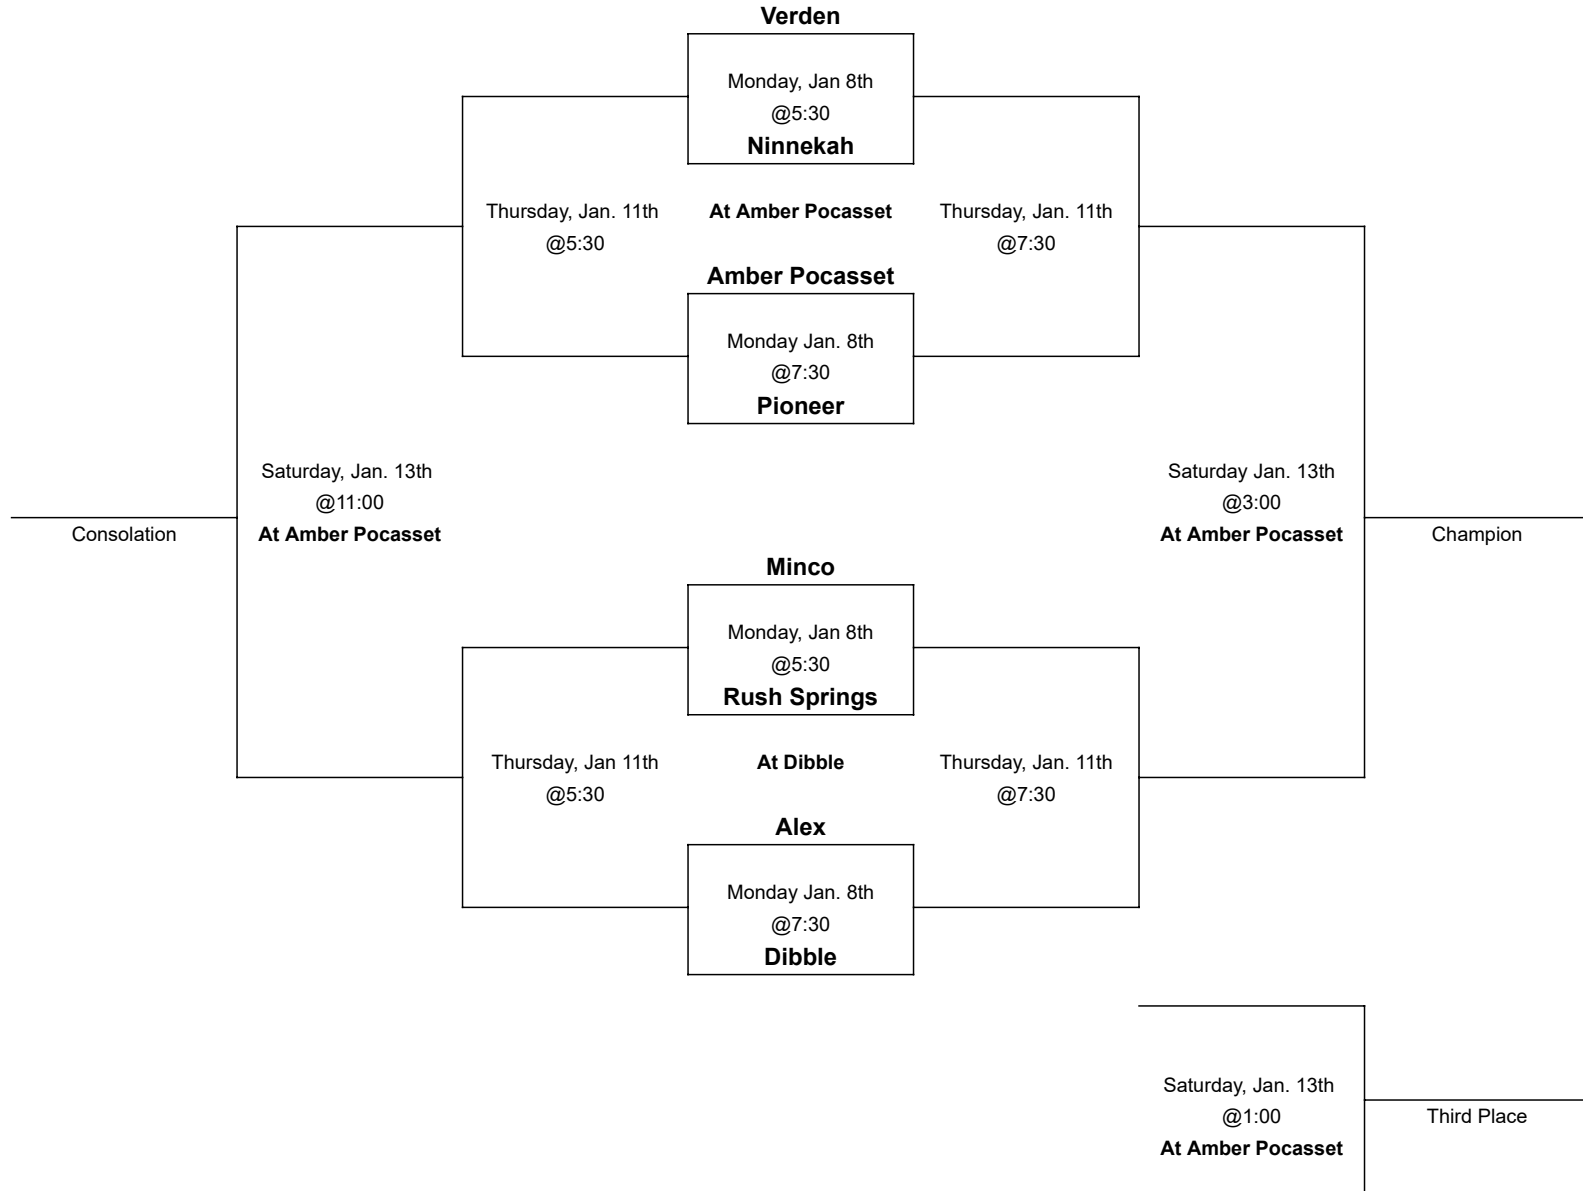 Verden
Monday, Jan 8th
@5:30
Ninnekah
Thursday, Jan. 11th
@5:30
At Amber Pocasset
Thursday, Jan. 11th
@7:30
Amber Pocasset
Monday Jan. 8th
@7:30
Pioneer
Saturday, Jan. 13th
@11:00
At Amber Pocasset
Consolation
Saturday Jan. 13th
@3:00
At Amber Pocasset
Champion
Minco
Monday, Jan 8th
@5:30
Rush Springs
Thursday, Jan 11th
@5:30
At Dibble
Thursday, Jan. 11th
@7:30
Alex
Monday Jan. 8th
@7:30
Dibble
Saturday, Jan. 13th
@1:00
At Amber Pocasset
Third Place